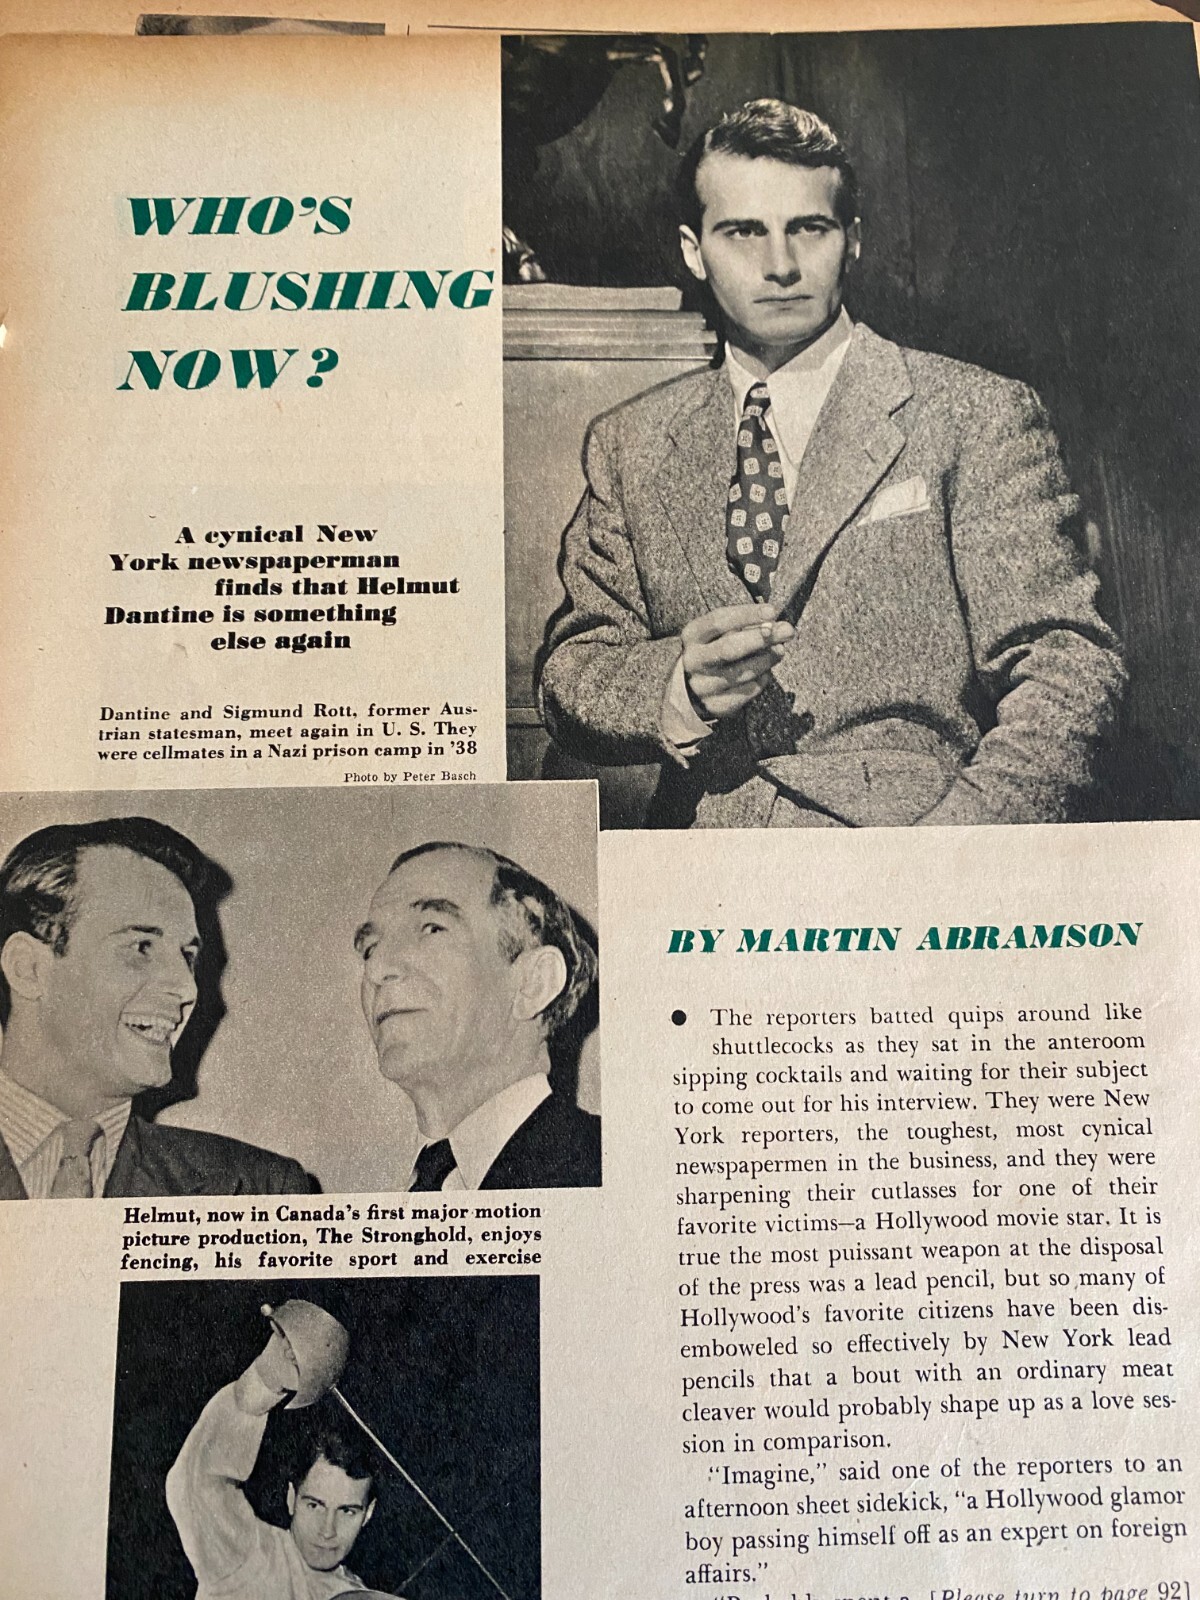 WHO'S
BLUSHING
NOW?
A cynical New
York newspaperman
finds that Helmut
Dantine is something
else again
Dantine and Sigmund Rott, former Aus-
trian statesman, meet again in U. S. They
were cellmates in a Nazi prison camp in '38
Photo by Peter Basch
Helmut, now in Canada's first major motion
picture production, The Stronghold, enjoys
fencing, his favorite sport and exercise
BY MARTIN ABRAMSON
● The reporters batted quips around like
shuttlecocks as they sat in the anteroom
sipping cocktails and waiting for their subject
to come out for his interview. They were New
York reporters, the toughest, most cynical
newspapermen in the business, and they were
sharpening their cutlasses for one of their
favorite victims—a Hollywood movie star. It is
true the most puissant weapon at the disposal
of the press was a lead pencil, but so many of
Hollywood's favorite citizens have been dis-
emboweled so effectively by New York lead
pencils that a bout with an ordinary meat
cleaver would probably shape up as a love ses-
sion in comparison.
"Imagine," said one of the reporters to an
afternoon sheet sidekick, "a Hollywood glamor
boy passing himself off as an expert on foreign
affairs."
[Please turn to page 92]